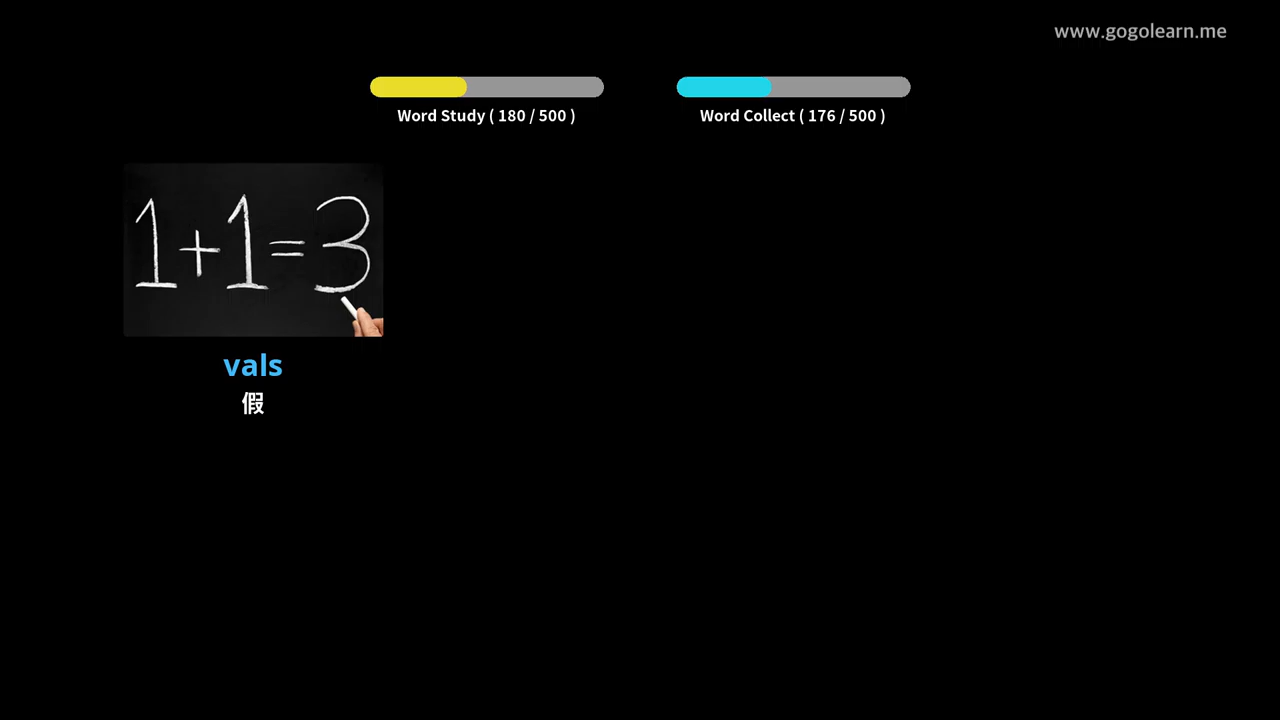 www.gogolearn.me
Word Study ( 180 / 500 )
Word Collect ( 176 / 500 )
1+1=3
vals
假